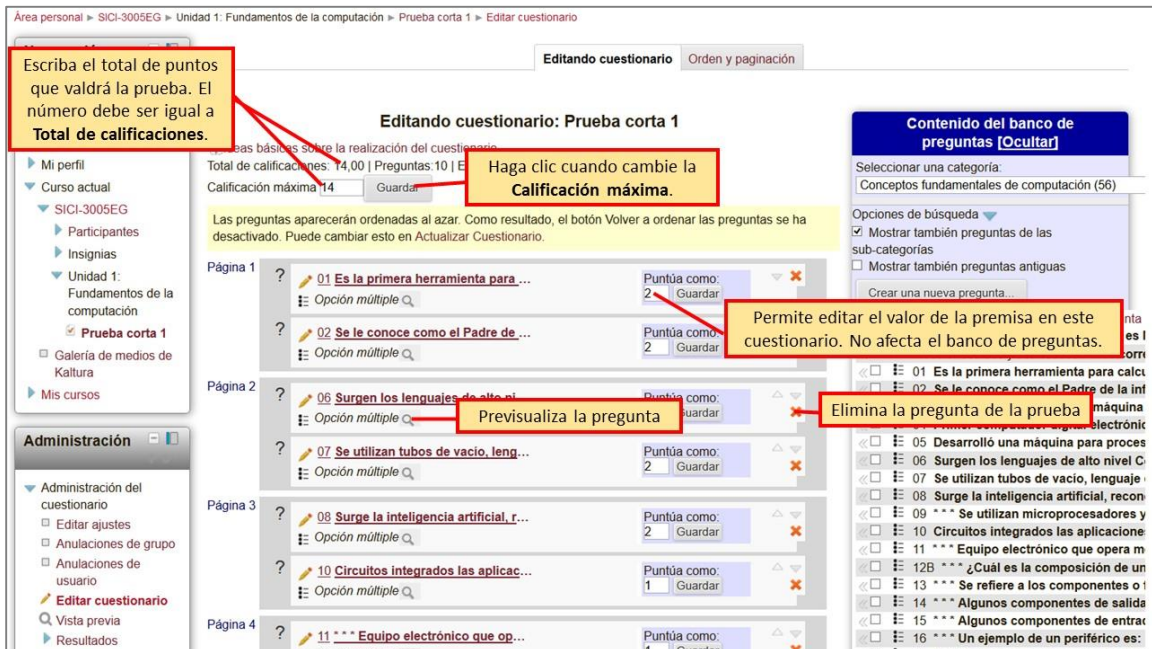 Área personal ► SICI-3005EG ► Unidad 1: Fundamentos de la computación ► Prueba corta 1 ► Editar cuestionario
Editando cuestionario Orden y paginación
Escriba el total de puntos
que valdrá la prueba. El
número debe ser igual a
Total de calificaciones.
Mi perfil
Curso actual
SICI-3005EG
Participantes
Insignias
Unidad 1:
Fundamentos de la
computación
Prueba corta 1
Galería de medios de
Kaltura
Mis cursos
Administración
Administración del
cuestionario
Editar ajustes
Anulaciones de grupo
Anulaciones de
usuario
Editar cuestionario
Vista previa
Resultados
Editando cuestionario: Prueba corta 1
básicas sobre la realización del cuestionario
Total de calificaciones: 14,00 | Preguntas:10 |
Calificación máxima 14 Guardar
Haga clic cuando cambie la
Calificación máxima.
Las preguntas aparecerán ordenadas al azar. Como resultado, el botón Volver a ordenar las preguntas se ha
desactivado. Puede cambiar esto en Actualizar Cuestionario.
Página 1
? 01 Es la primera herramienta para ...
Opción múltiple
Puntúa como:
2 Guardar
? 02 Se le conoce como el Padre de ...
Opción múltiple
Puntúa como:
2 Guardar
Permite editar el valor de la premisa en este
cuestionario. No afecta el banco de preguntas.
Página 2
? 06 Surgen los lenguajes de alto ni...
Opción múltiple
Guardar
Previsualiza la pregunta
Elimina la pregunta de la prueba
? 07 Se utilizan tubos de vacio, leng...
Opción múltiple
Puntúa como:
2 Guardar
Página 3
? 08 Surge la inteligencia artificial, r...
Opción múltiple
Puntúa como:
2 Guardar
? 10 Circuitos integrados las aplicac...
Opción múltiple
Puntúa como:
1 Guardar
Página 4
? 11 * * * Equipo electrónico que op...
Puntúa como:
Contenido del banco de
preguntas [Ocultar]
Seleccionar una categoría:
Conceptos fundamentales de computación (56)
Opciones de búsqueda
Mostrar también preguntas de las
sub-categorías
Mostrar también preguntas antiguas
Crear una nueva pregunta...
01 Es la primera herramienta para calcu
02 Se le conoce como el Padre de la inf
máquina
05 Desarrolló una máquina para proces
06 Surgen los lenguajes de alto nivel C
07 Se utilizan tubos de vacio, lenguaje
08 Surge la inteligencia artificial, recon
09 * * * Se utilizan microprocesadores y
10 Circuitos integrados las aplicacione
11 * * * Equipo electrónico que opera m
12B * * * ¿Cuál es la composición de un
13 * * * Se refiere a los componentes o
14 * * * Algunos componentes de salida
15 * * * Algunos componentes de entrad
16 * * * Un ejemplo de un periférico es: